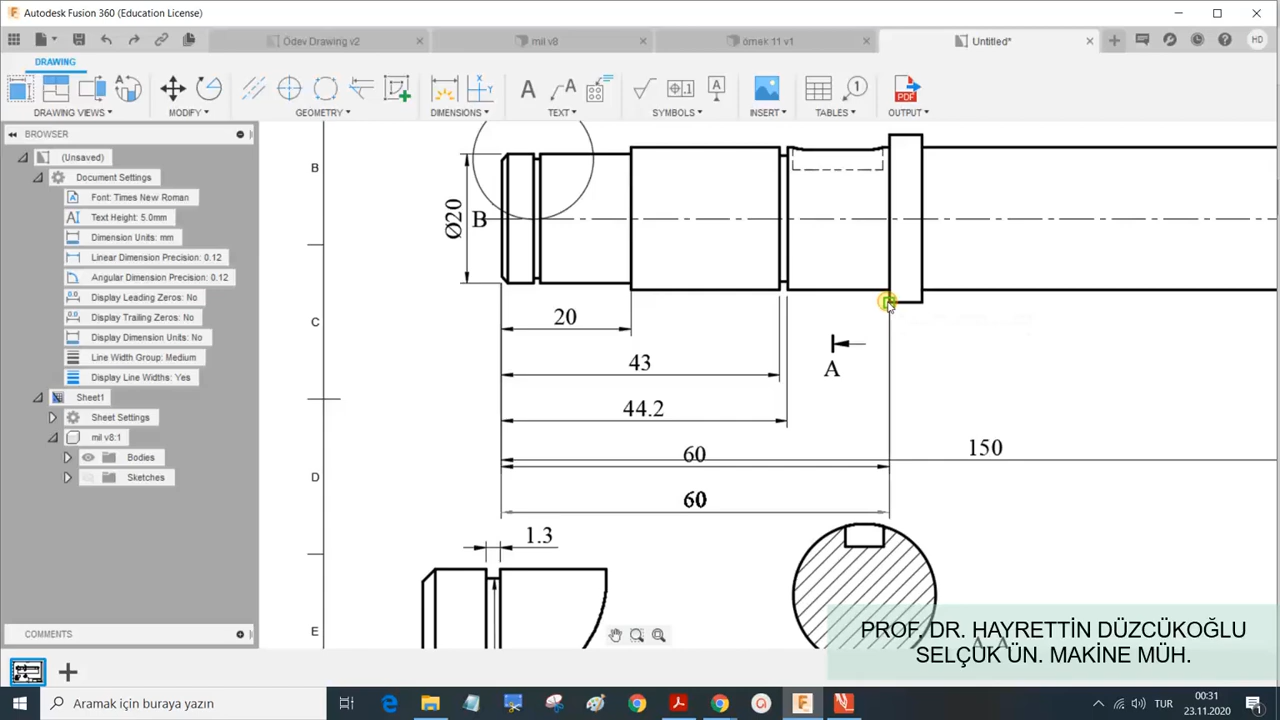 Autodesk Fusion 360 (Education License)
Ödev Drawing v2
mil v8
örnek 11 v1
Untitled*
HD
DRAWING
DRAWING VIEWS
MODIFY
GEOMETRY
DIMENSIONS
TEXT
SYMBOLS
INSERT
TABLES
OUTPUT
BROWSER
(Unsaved)
Document Settings
Font: Times New Roman
Text Height: 5.0mm
Dimension Units: mm
Linear Dimension Precision: 0.12
Angular Dimension Precision: 0.12
Display Leading Zeros: No
Display Trailing Zeros: No
Display Dimension Units: No
Line Width Group: Medium
Display Line Widths: Yes
Sheet1
Sheet Settings
mil v8:1
Bodies
Sketches
COMMENTS
B
C
D
E
Ø20
B
20
43
44.2
60
150
60
1.3
A
PROF. DR. HAYRETTİN DÜZCÜKOĞLU
SELÇUK ÜN. MAKİNE MÜH.
Aramak için buraya yazın
TUR
00:31
23.11.2020